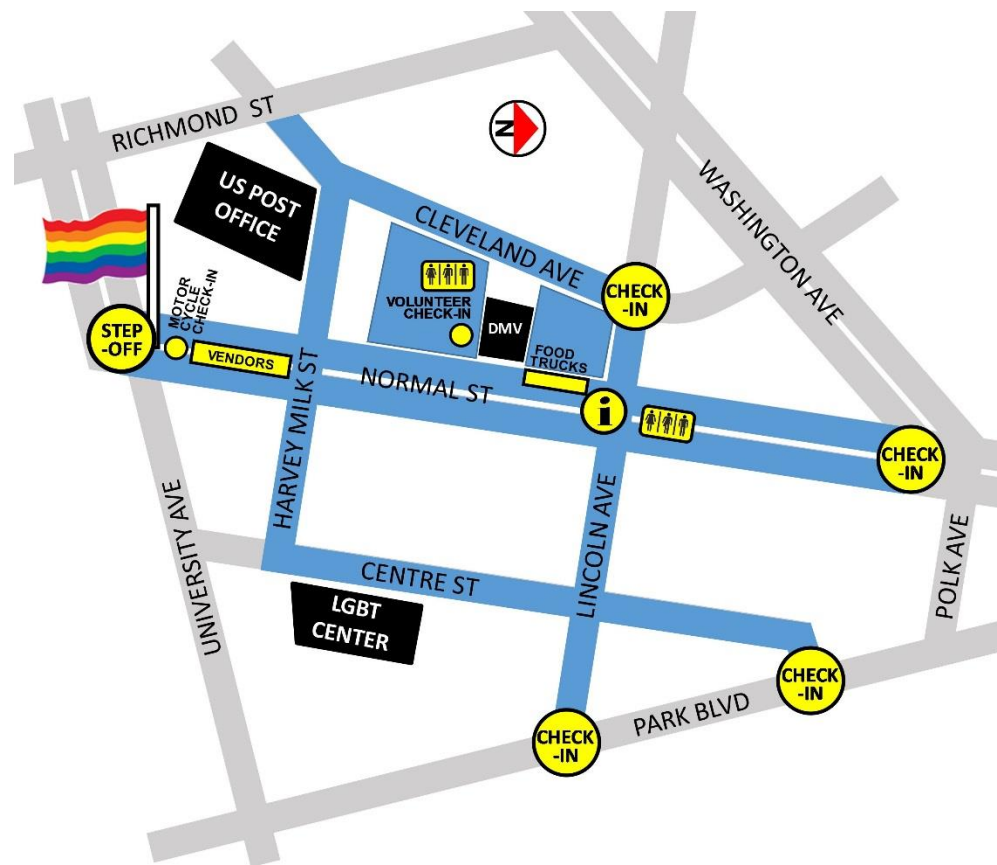 RICHMOND ST
N
US POST
OFFICE
WASHINGTON AVE
CLEVELAND AVE
CHECK
-IN
VOLUNTEER
CHECK-IN
DMV
FOOD
TRUCKS
MOTOR
CYCLE
CHECK-IN
STEP
-OFF
VENDORS
NORMAL ST
i
CHECK
-IN
HARVEY MILK ST
UNIVERSITY AVE
CENTRE ST
LINCOLN AVE
POLK AVE
LGBT
CENTER
CHECK
-IN
PARK BLVD
CHECK
-IN